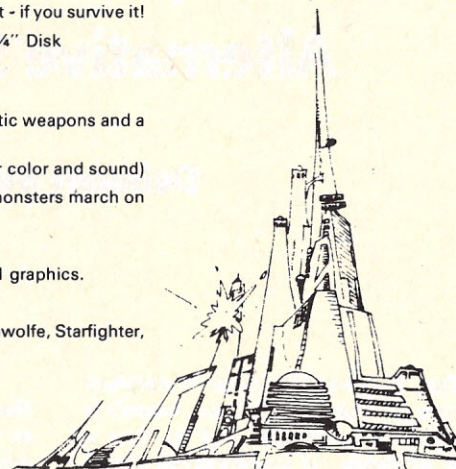 t - if you survive it!
¼" Disk
tic weapons and a
r color and sound)
monsters march on
l graphics.
wolfe, Starfighter,